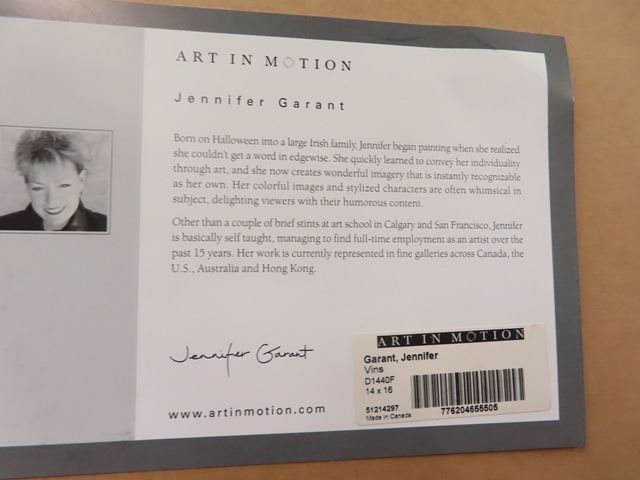 ART IN MOTION
Jennifer Garant
Born on Halloween into a large Irish family, Jennifer began painting when she realized
she couldn't get a word in edgewise. She quickly learned to convey her individuality
through art, and she now creates wonderful imagery that is instantly recognizable
as her own. Her colorful images and stylized characters are often whimsical in
subject, delighting viewers with their humorous content.
Other than a couple of brief stints at art school in Calgary and San Francisco, Jennifer
is basically self taught, managing to find full-time employment as an artist over the
past 15 years. Her work is currently represented in fine galleries across Canada, the
U.S., Australia and Hong Kong.
Jennifer Garant
www.artinmotion.com
ART IN MOTION
Garant, Jennifer
Vins
D1440F
14 x 16
51214297
Made in Canada
776204655505